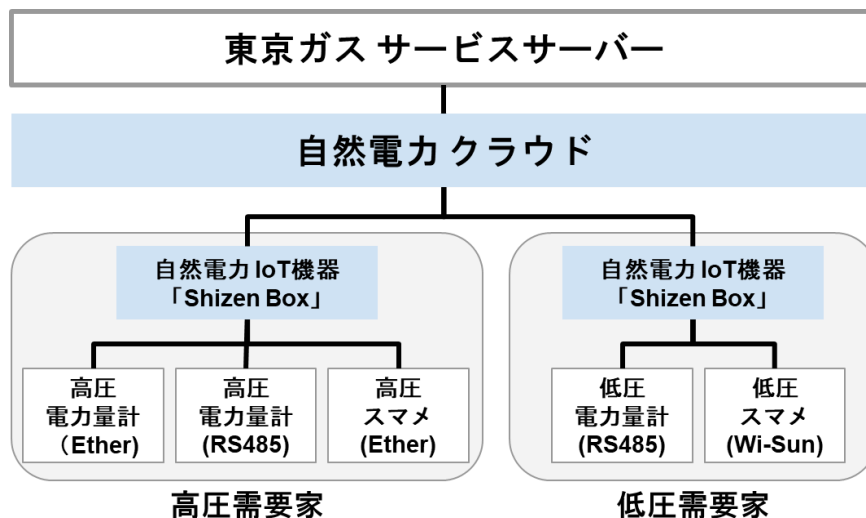 東京ガス サービスサーバー
自然電力 クラウド
自然電力 IoT機器
「Shizen Box」
高圧
電力量計
（Ether)
高圧
電力量計
(RS485)
高圧
スマメ
(Ether)
高圧需要家
自然電力 IoT機器
「Shizen Box」
低圧
電力量計
(RS485)
低圧
スマメ
(Wi-Sun)
低圧需要家